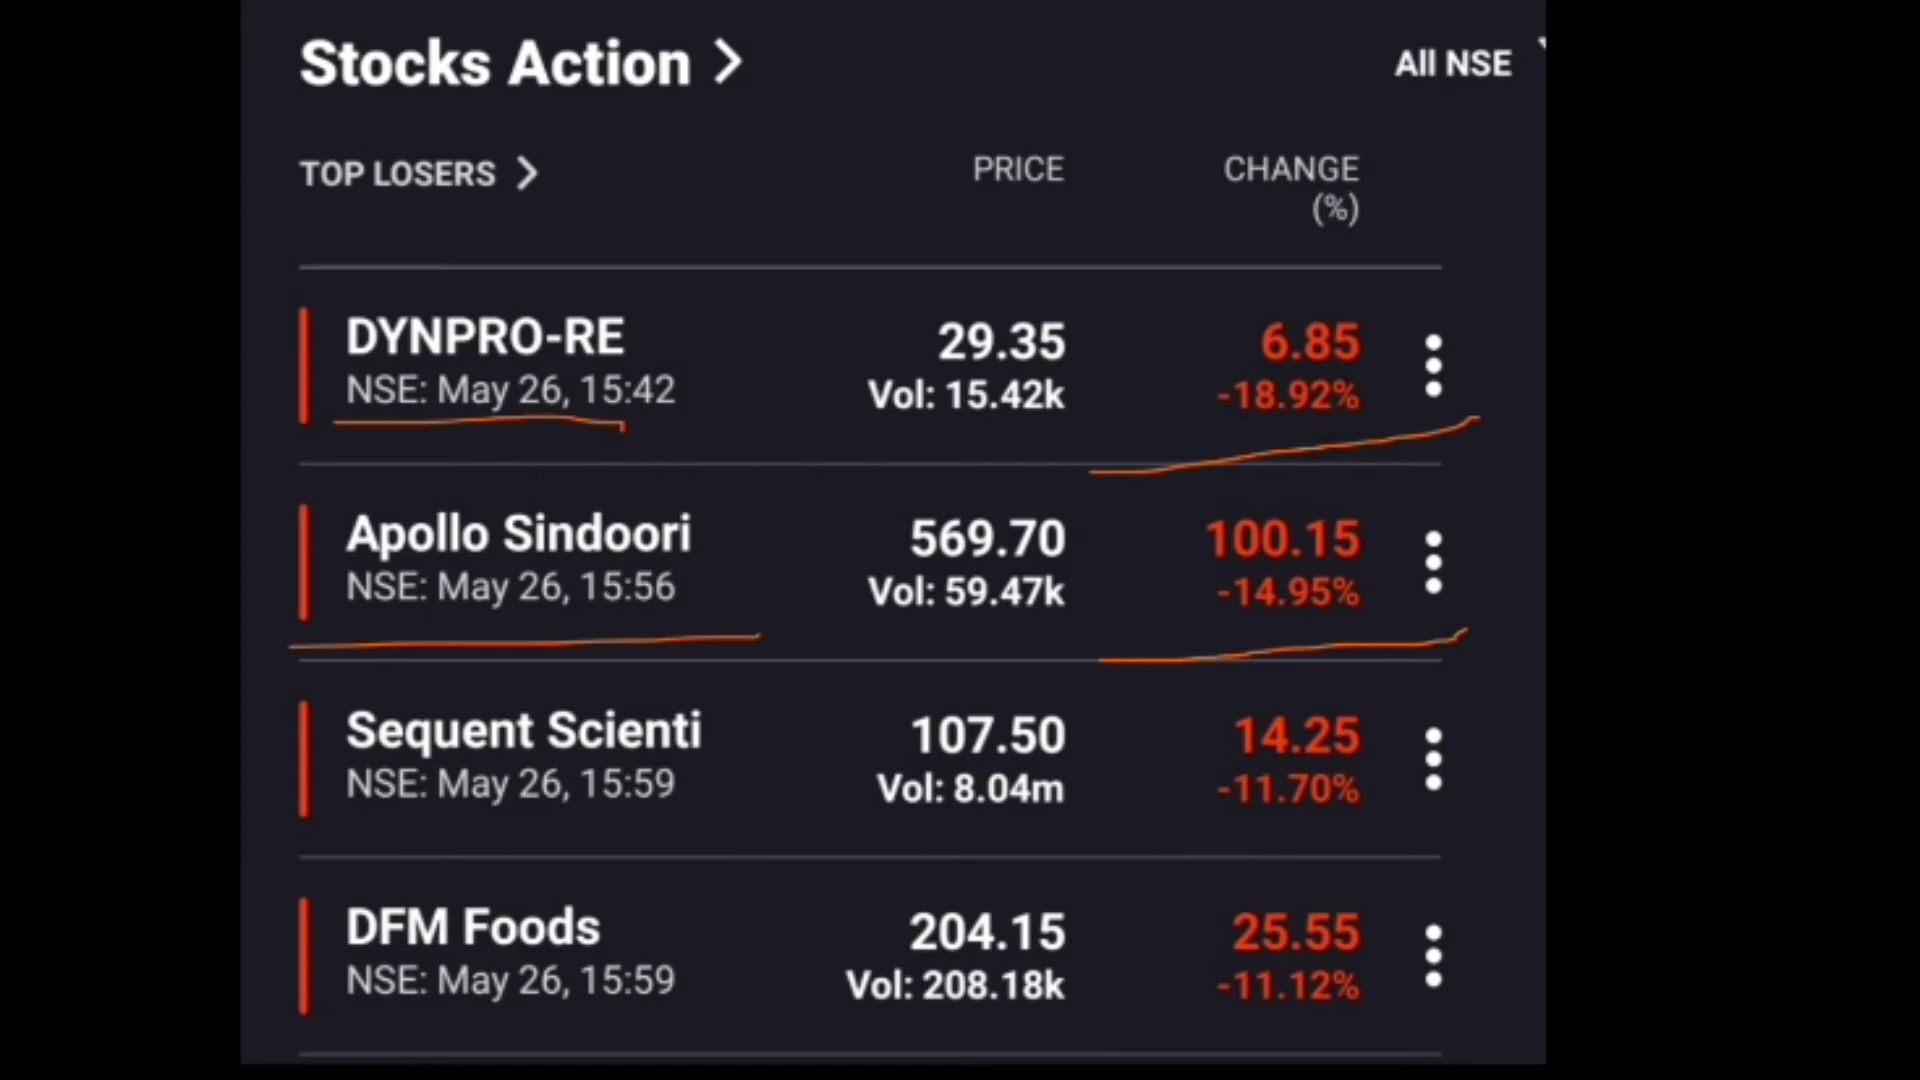 Stocks Action
All NSE
TOP LOSERS
PRICE
CHANGE
(%)
DYNPRO-RE
29.35
6.85
NSE: May 26, 15:42
Vol: 15.42k
-18.92%
Apollo Sindoori
569.70
100.15
NSE: May 26, 15:56
Vol: 59.47k
-14.95%
Sequent Scienti
107.50
14.25
NSE: May 26, 15:59
Vol: 8.04m
-11.70%
DFM Foods
204.15
25.55
NSE: May 26, 15:59
Vol: 208.18k
-11.12%